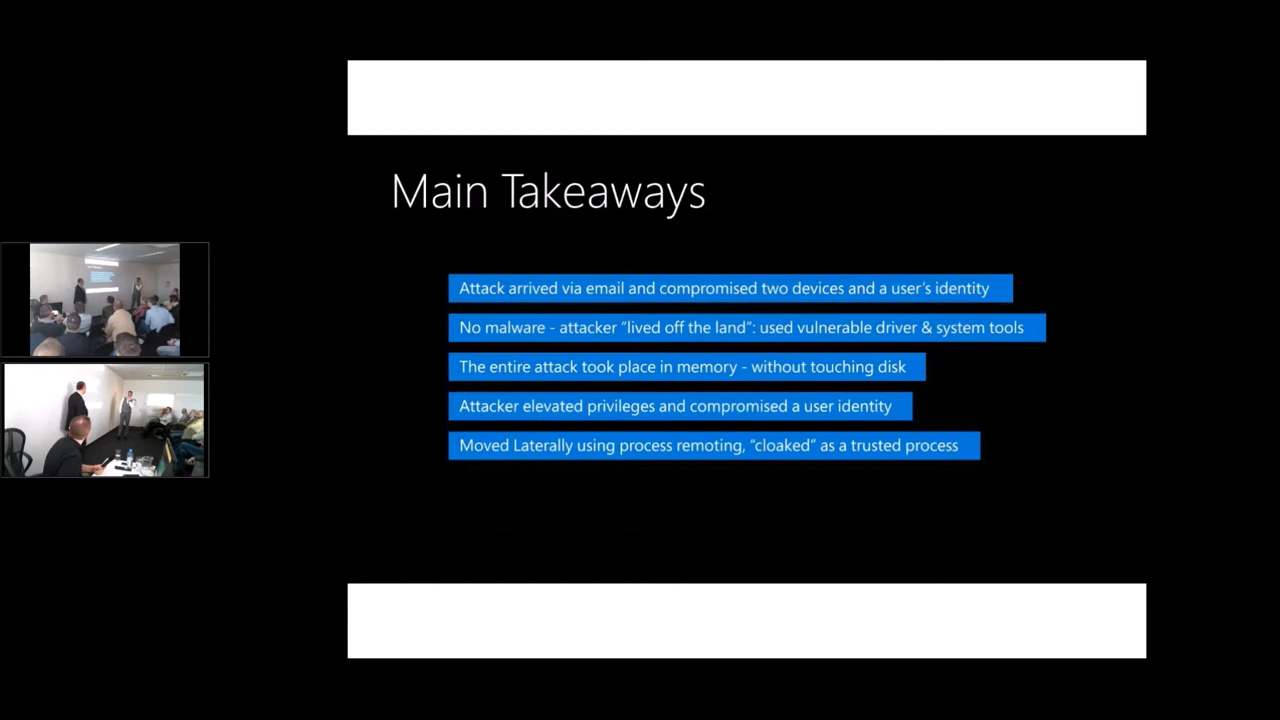 Main Takeaways
Attack arrived via email and compromised two devices and a user's identity
No malware - attacker “lived off the land”: used vulnerable driver & system tools
The entire attack took place in memory - without touching disk
Attacker elevated privileges and compromised a user identity
Moved Laterally using process remoting, “cloaked” as a trusted process